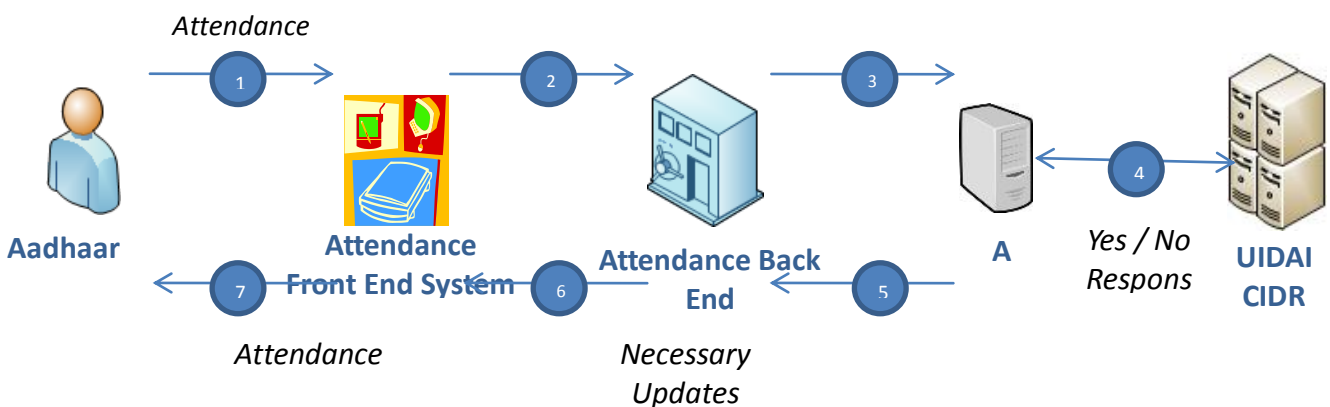 Attendance
1
2
3
4
Aadhaar
Attendance
Front End System
Attendance Back
End
A
Yes / No
Respons
UIDAI
CIDR
7
6
5
Attendance
Necessary
Updates